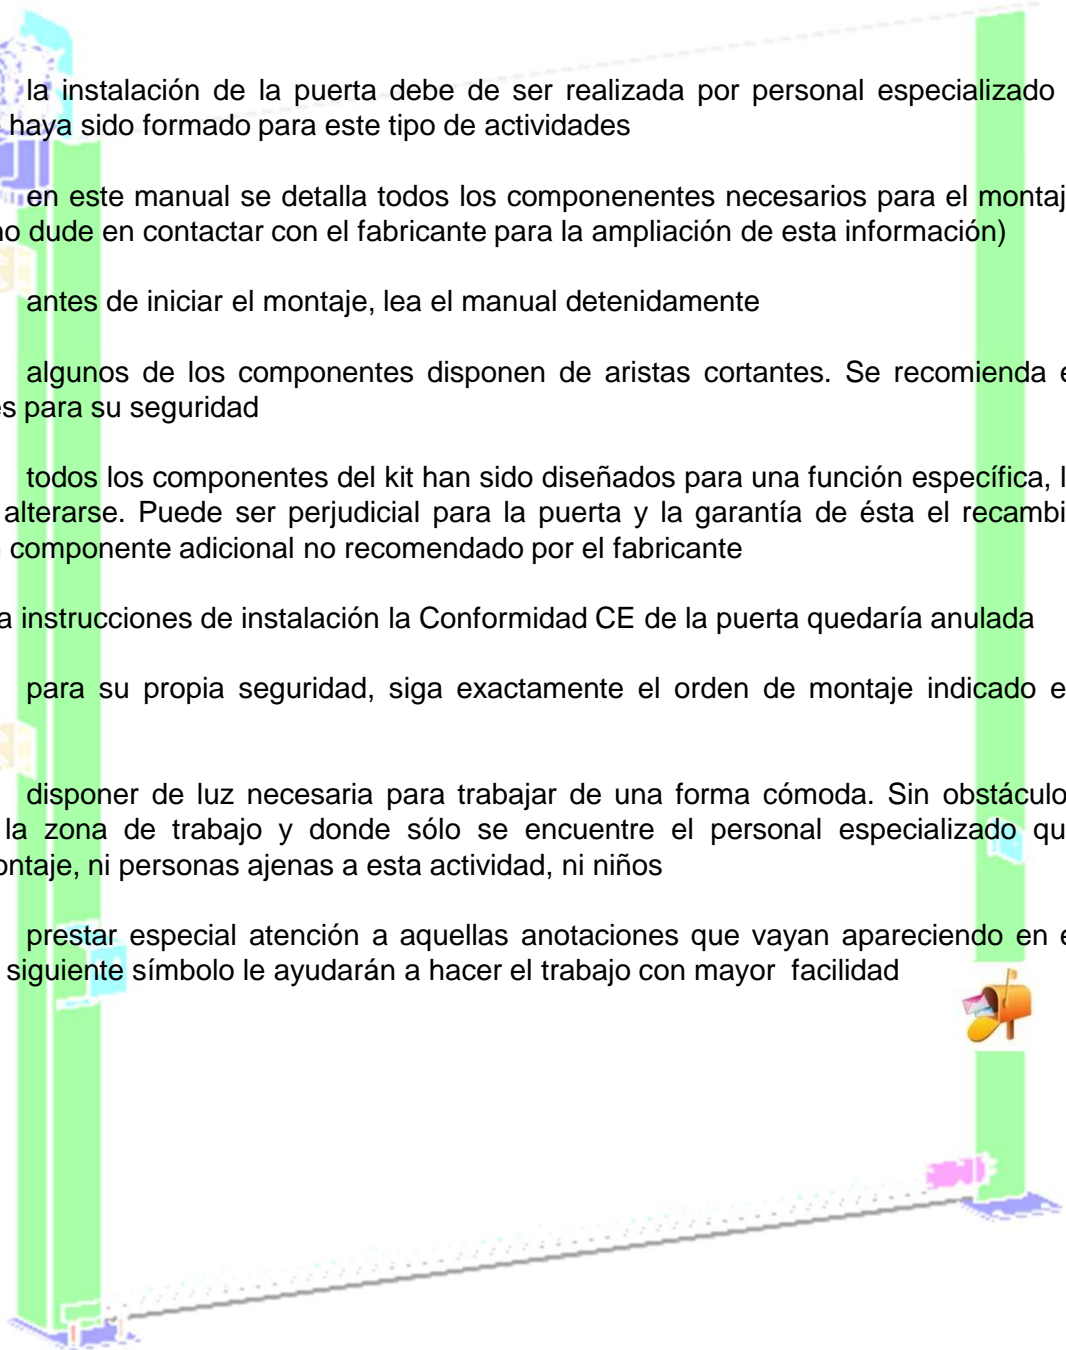 la instalación de la puerta debe de ser realizada por personal especializado
haya sido formado para este tipo de actividades
en este manual se detalla todos los componenentes necesarios para el montaj
no dude en contactar con el fabricante para la ampliación de esta información)
antes de iniciar el montaje, lea el manual detenidamente
algunos de los componentes disponen de aristas cortantes. Se recomienda e
es para su seguridad
todos los componentes del kit han sido diseñados para una función específica, l
alterarse. Puede ser perjudicial para la puerta y la garantía de ésta el recambi
componente adicional no recomendado por el fabricante
a instrucciones de instalación la Conformidad CE de la puerta quedaría anulada
para su propia seguridad, siga exactamente el orden de montaje indicado e
disponer de luz necesaria para trabajar de una forma cómoda. Sin obstáculo
la zona de trabajo y donde sólo se encuentre el personal especializado qu
ontaje, ni personas ajenas a esta actividad, ni niños
prestar especial atención a aquellas anotaciones que vayan apareciendo en e
siguiente símbolo le ayudarán a hacer el trabajo con mayor facilidad